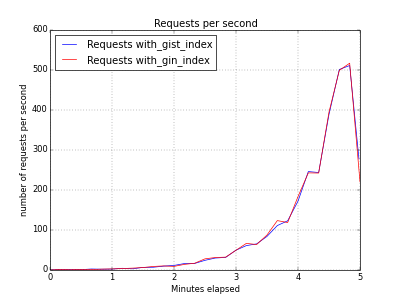 Requests per second
600
Requests with_gist_index
Requests with_gin_index
500
400
300
200
100
0
number of requests per second
0 1 2 3 4 5
Minutes elapsed